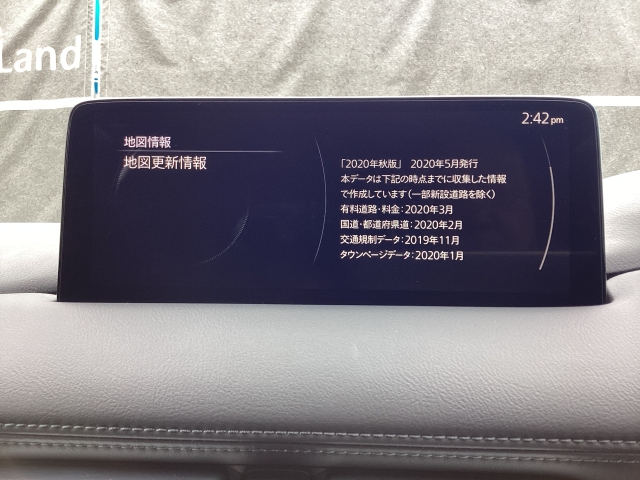 Land
2:42 pm
地図情報
地図更新情報
「2020年秋版」 2020年5月発行
本データは下記の時点までに収集した情報
で作成しています(一部新設道路を除く)
有料道路・料金:2020年3月
国道・都道府県道:2020年2月
交通規制データ:2019年11月
タウンページデータ:2020年1月